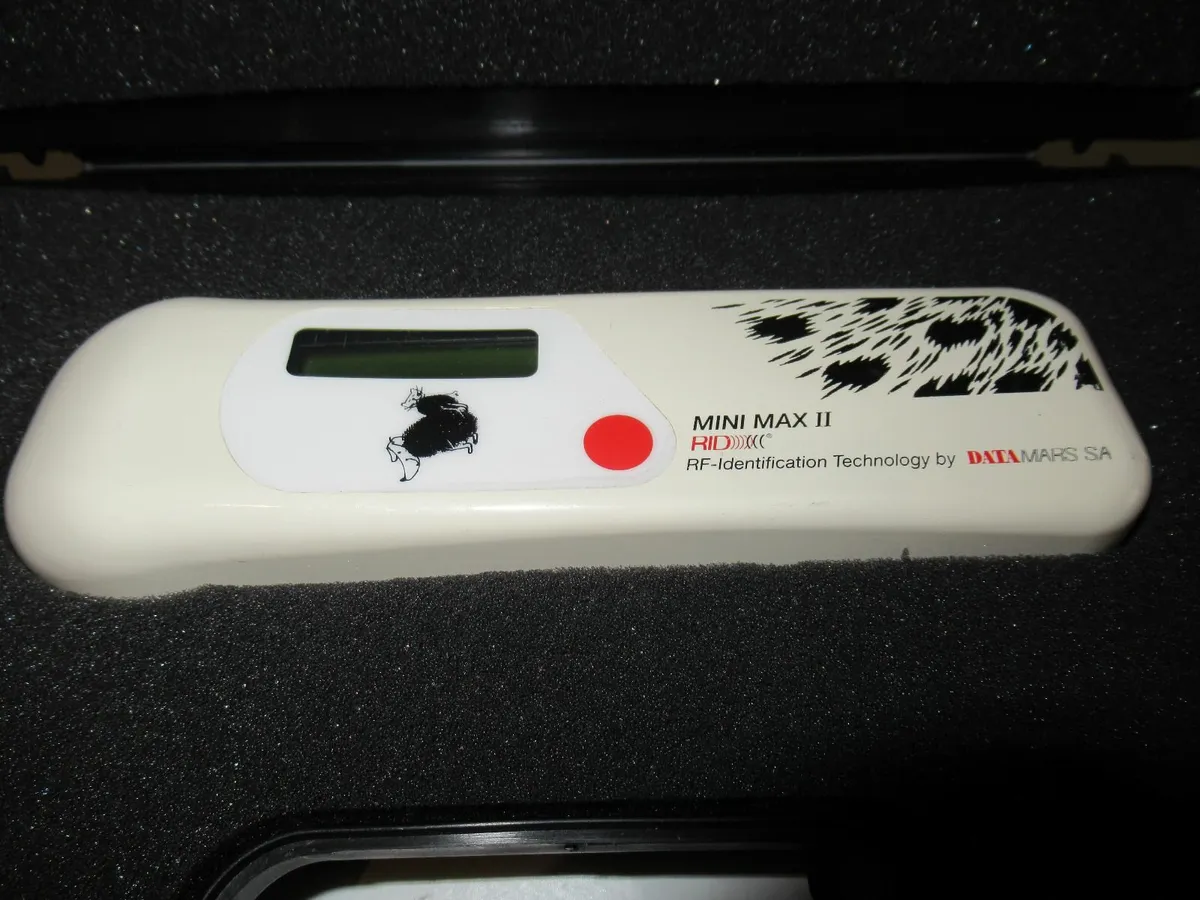 MINI MAX II
RID®
RF-Identification Technology by DATAMARS SA